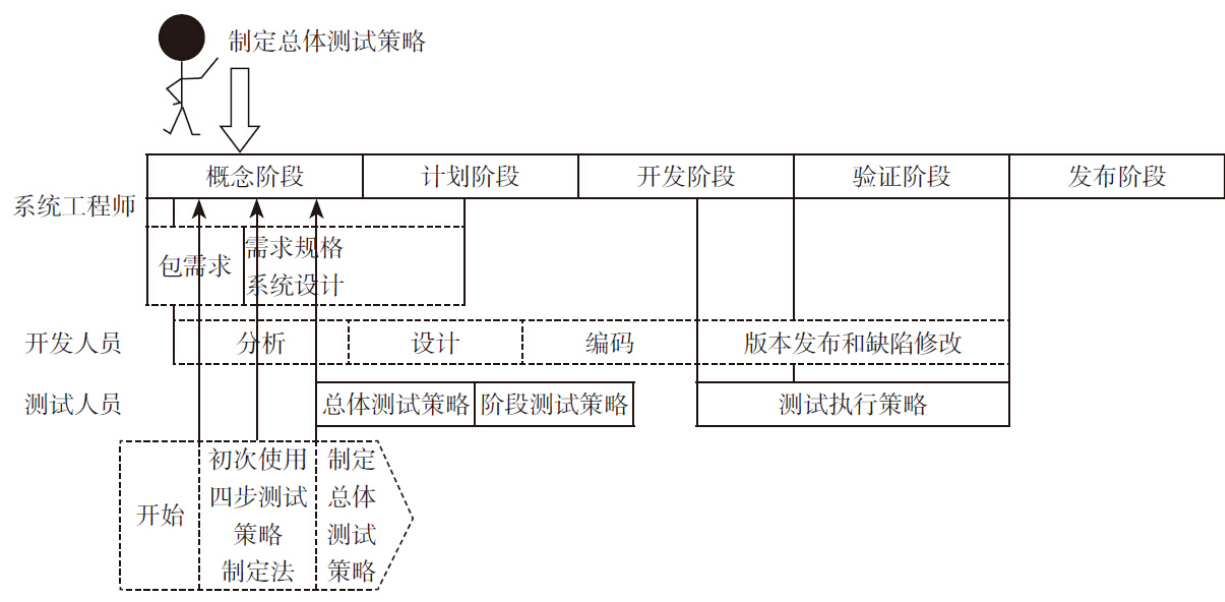 制定总体测试策略
概念阶段 计划阶段 开发阶段 验证阶段 发布阶段
系统工程师
包需求
需求规格
系统设计
开发人员 分析 设计 编码 版本发布和缺陷修改
测试人员 总体测试策略 阶段测试策略 测试执行策略
开始
初次使用
四步测试
策略
制定法
制定
总体
测试
策略